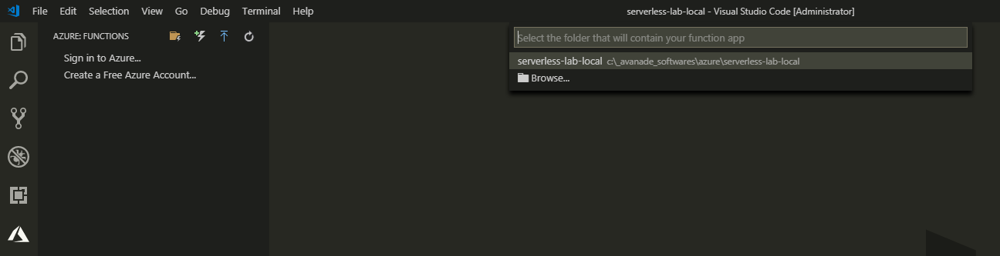 File Edit Selection View Go Debug Terminal Help serverless-lab-local - Visual Studio Code [Administrator]
AZURE: FUNCTIONS
Sign in to Azure...
Create a Free Azure Account...
Select the folder that will contain your function app
serverless-lab-local c:\_avanade_softwares\azure\serverless-lab-local
Browse...